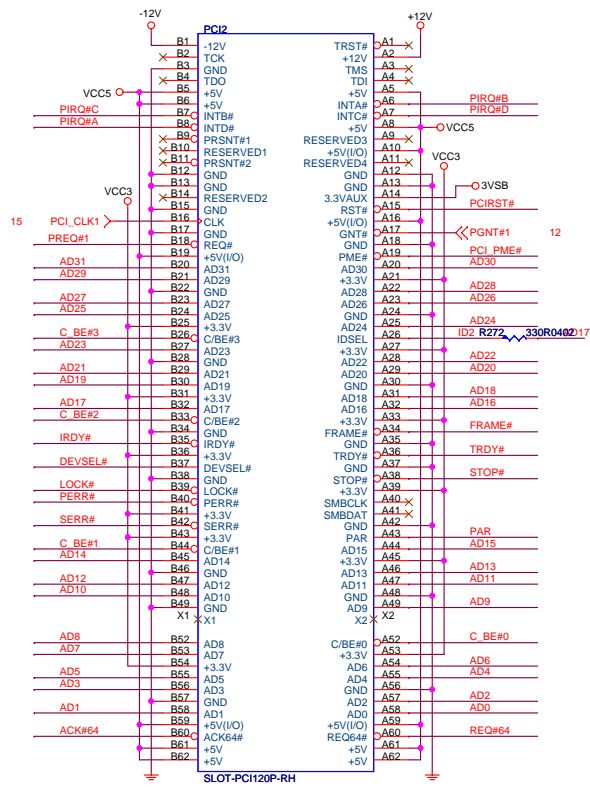 -12V +12V
PCI2
B1 -12V TRST# A1
B2 TCK +12V A2
B3 GND TMS A3
B4 TDO TDI A4
VCC5 B5 +5V +5V A5
B6 +5V INTA# A6 PIRQ#B
PIRQ#C B7 INTB# INTC# A7 PIRQ#D
PIRQ#A B8 INTD# +5V A8 VCC5
B9 PRSNT#1 RESERVED3 A9
B10 RESERVED1 +5V(I/O) A10
B11 PRSNT#2 RESERVED4 A11
B12 GND GND A12 VCC3
B13 GND GND A13
VCC3 B14 RESERVED2 3.3VAUX A14 3VSB
B15 GND RST# A15 PCIRST#
15 PCI_CLK1 B16 CLK +5V(I/O) A16
B17 GND GNT# A17 PGNT#1 12
PREQ#1 B18 REQ# GND A18
B19 +5V(I/O) PME# A19 PCI_PME#
AD31 B20 AD31 AD30 A20 AD30
AD29 B21 AD29 +3.3V A21
B22 GND AD28 A22 AD28
AD27 B23 AD27 AD26 A23 AD26
AD25 B24 AD25 GND A24
B25 +3.3V AD24 A25 AD24
C_BE#3 B26 C/BE#3 IDSEL A26 ID2 R272 330R0402 AD17
AD23 B27 AD23 +3.3V A27
B28 GND AD22 A28 AD22
AD21 B29 AD21 AD20 A29 AD20
AD19 B30 AD19 GND A30
B31 +3.3V AD18 A31 AD18
AD17 B32 AD17 AD16 A32 AD16
C_BE#2 B33 C/BE#2 +3.3V A33
B34 GND FRAME# A34 FRAME#
IRDY# B35 IRDY# GND A35
B36 +3.3V TRDY# A36 TRDY#
DEVSEL# B37 DEVSEL# GND A37
B38 GND STOP# A38 STOP#
LOCK# B39 LOCK# +3.3V A39
PERR# B40 PERR# SMBCLK A40
B41 +3.3V SMBDAT A41
SERR# B42 SERR# GND A42
B43 +3.3V PAR A43 PAR
C_BE#1 B44 C/BE#1 AD15 A44 AD15
AD14 B45 AD14 +3.3V A45
B46 GND AD13 A46 AD13
AD12 B47 AD12 AD11 A47 AD11
AD10 B48 AD10 GND A48
B49 GND AD9 A49 AD9
X1 X1 X2 X2
AD8 B52 AD8 C/BE#0 A52 C_BE#0
AD7 B53 AD7 +3.3V A53
B54 +3.3V AD6 A54 AD6
AD5 B55 AD5 AD4 A55 AD4
AD3 B56 AD3 GND A56
B57 GND AD2 A57 AD2
AD1 B58 AD1 AD0 A58 AD0
B59 +5V(I/O) +5V(I/O) A59
ACK#64 B60 ACK64# REQ64# A60 REQ#64
B61 +5V +5V A61
B62 +5V +5V A62
SLOT-PCI120P-RH